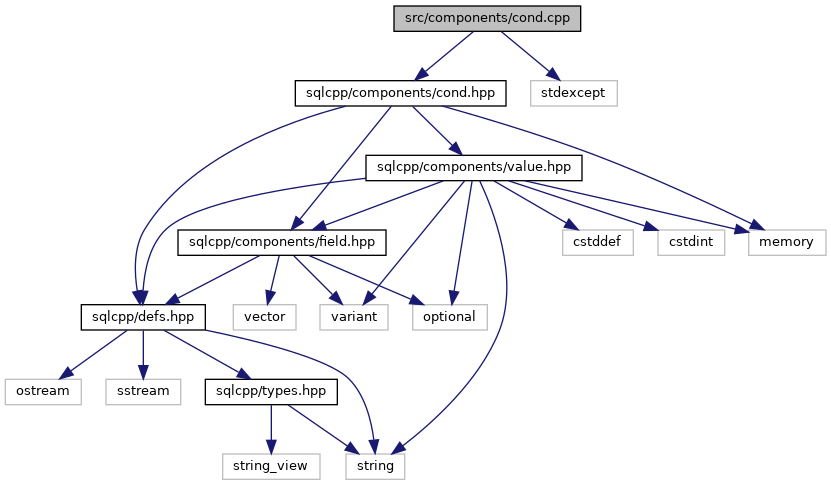 src/components/cond.cpp
sqlcpp/components/cond.hpp
stdexcept
sqlcpp/components/value.hpp
sqlcpp/components/field.hpp
cstddef
cstdint
memory
sqlcpp/defs.hpp
vector
variant
optional
ostream
sstream
sqlcpp/types.hpp
string_view
string